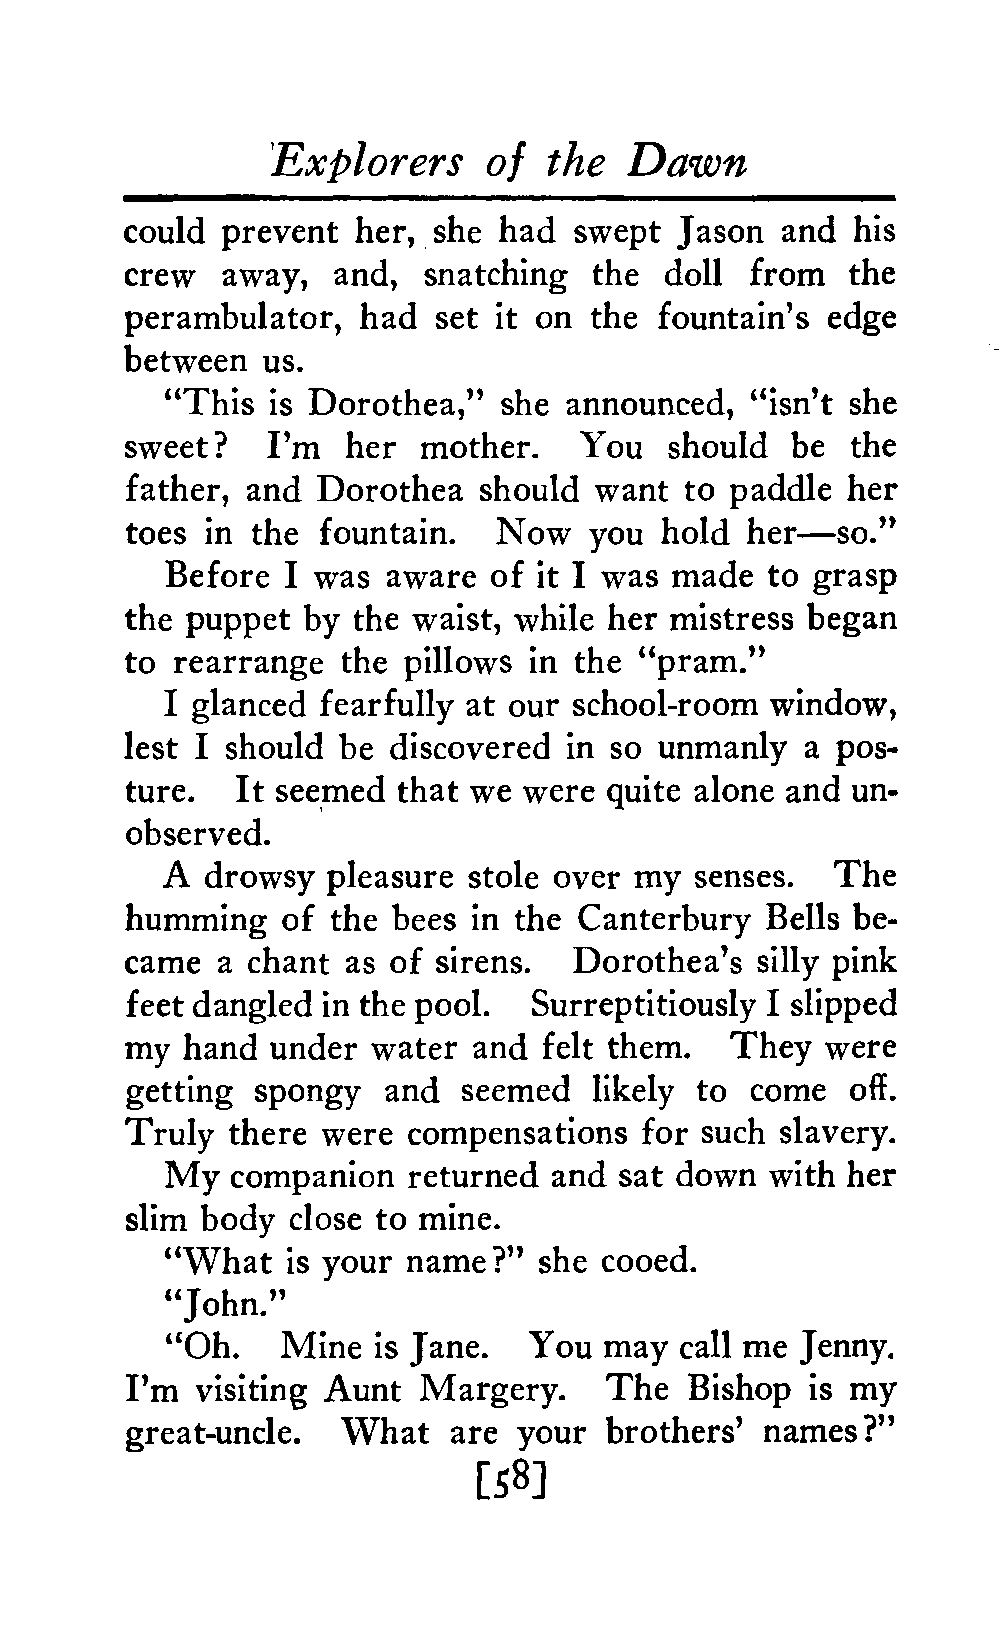 Explorers of the Dawn
could prevent her, she had swept Jason and his
crew away, and, snatching the doll from the
perambulator, had set it on the fountain's edge
between us.
"This is Dorothea," she announced, "isn't she
sweet? I'm her mother. You should be the
father, and Dorothea should want to paddle her
toes in the fountain. Now you hold her—so."
Before I was aware of it I was made to grasp
the puppet by the waist, while her mistress began
to rearrange the pillows in the "pram."
I glanced fearfully at our school-room window,
lest I should be discovered in so unmanly a pos-
ture. It seemed that we were quite alone and un-
observed.
A drowsy pleasure stole over my senses. The
humming of the bees in the Canterbury Bells be-
came a chant as of sirens. Dorothea's silly pink
feet dangled in the pool. Surreptitiously I slipped
my hand under water and felt them. They were
getting spongy and seemed likely to come off.
Truly there were compensations for such slavery.
My companion returned and sat down with her
slim body close to mine.
"What is your name?" she cooed.
"John."
"Oh. Mine is Jane. You may call me Jenny.
I'm visiting Aunt Margery. The Bishop is my
great-uncle. What are your brothers' names?"
[58]